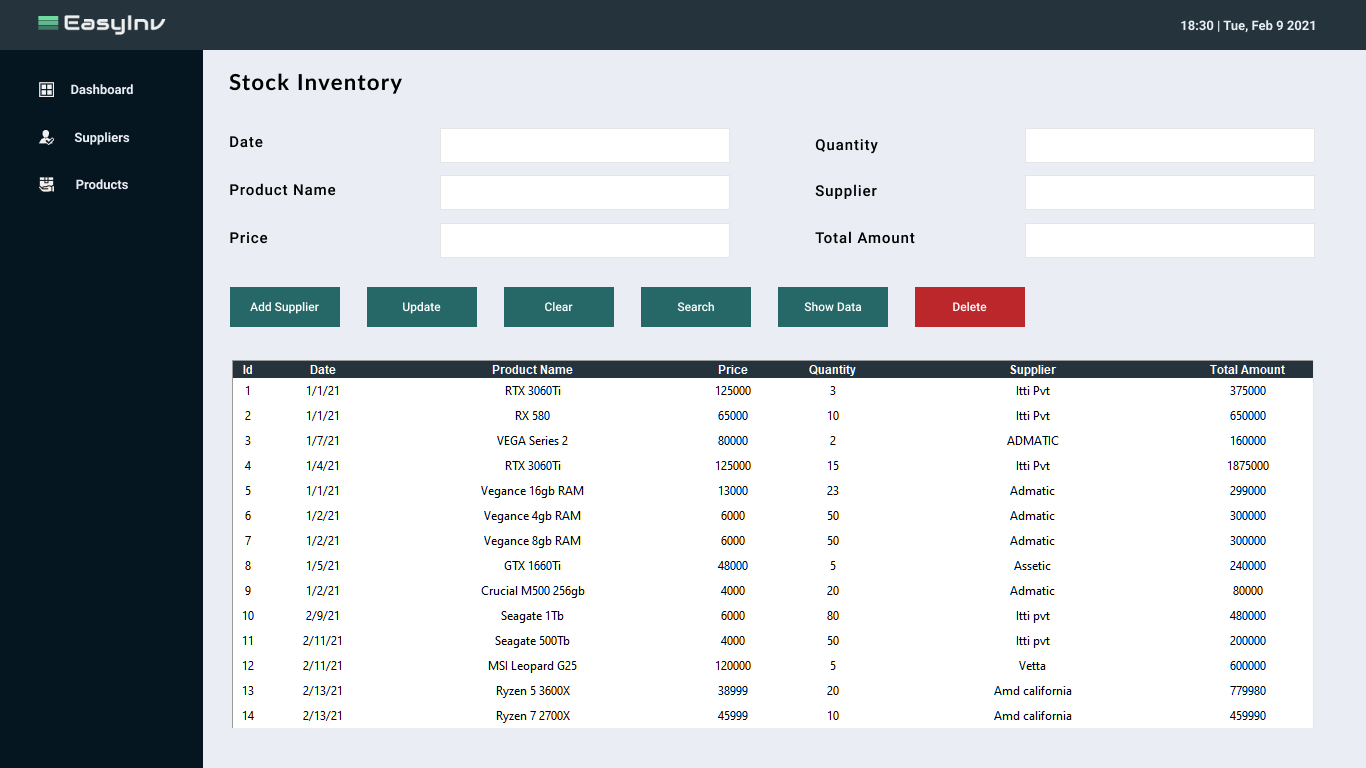 EasyInv
18:30 | Tue, Feb 9 2021
Dashboard
Suppliers
Products
Stock Inventory
Date
Quantity
Product Name
Supplier
Price
Total Amount
Add Supplier Update Clear Search Show Data Delete
Id Date Product Name Price Quantity Supplier Total Amount
1 1/1/21 RTX 3060Ti 125000 3 Itti Pvt 375000
2 1/1/21 RX 580 65000 10 Itti Pvt 650000
3 1/7/21 VEGA Series 2 80000 2 ADMATIC 160000
4 1/4/21 RTX 3060Ti 125000 15 Itti Pvt 1875000
5 1/1/21 Vegance 16gb RAM 13000 23 Admatic 299000
6 1/2/21 Vegance 4gb RAM 6000 50 Admatic 300000
7 1/2/21 Vegance 8gb RAM 6000 50 Admatic 300000
8 1/5/21 GTX 1660Ti 48000 5 Assetic 240000
9 1/2/21 Crucial M500 256gb 4000 20 Admatic 80000
10 2/9/21 Seagate 1Tb 6000 80 Itti pvt 480000
11 2/11/21 Seagate 500Tb 4000 50 Itti pvt 200000
12 2/11/21 MSI Leopard G25 120000 5 Vetta 600000
13 2/13/21 Ryzen 5 3600X 38999 20 Amd california 779980
14 2/13/21 Ryzen 7 2700X 45999 10 Amd california 459990